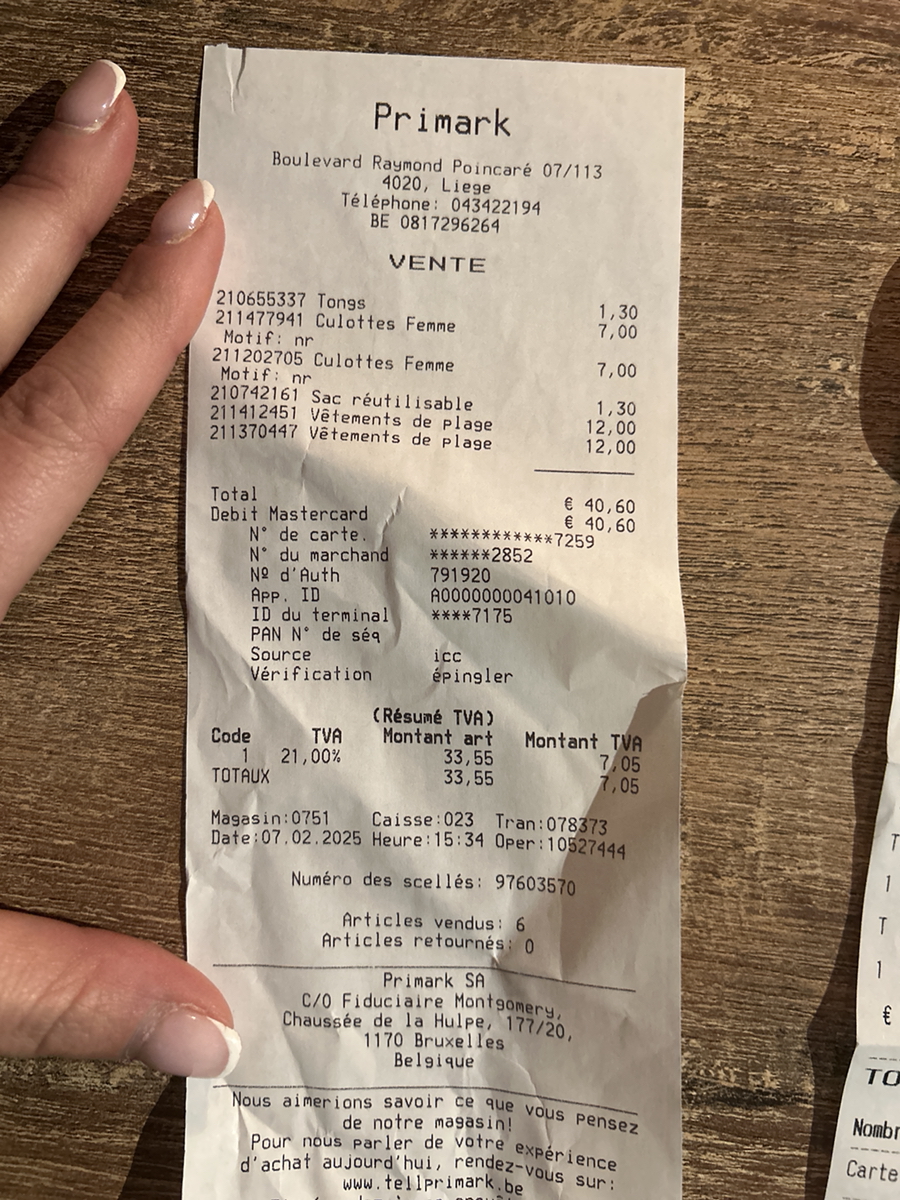 Primark
Boulevard Raymond Poincaré 07/113
4020, Liege
Téléphone: 043422194
BE 0817296264
VENTE
210655337 Tongs 1,30
211477941 Culottes Femme 7,00
Motif: nr
211202705 Culottes Femme 7,00
Motif: nr
210742161 Sac réutilisable 1,30
211412451 Vêtements de plage 12,00
211370447 Vêtements de plage 12,00
Total € 40,60
Debit Mastercard € 40,60
N° de carte. ************7259
N° du marchand ******2852
Nº d'Auth 791920
App. ID A0000000041010
ID du terminal ****7175
PAN N° de séq
Source icc
Vérification épingler
(Résumé TVA)
Code TVA Montant art Montant TVA
1 21,00% 33,55 7,05
TOTAUX 33,55 7,05
Magasin:0751 Caisse:023 Tran:078373
Date:07.02.2025 Heure:15:34 Oper:10527444
Numéro des scellés: 97603570
Articles vendus: 6
Articles retournés: 0
Primark SA
C/O Fiduciaire Montgomery,
Chaussée de la Hulpe, 177/20,
1170 Bruxelles
Belgique
Nous aimerions savoir ce que vous pensez
de notre magasin!
Pour nous parler de votre expérience
d'achat aujourd'hui, rendez-vous sur:
www.tellprimark.be
T
1
T
1
€
TO
Nombr
Carte